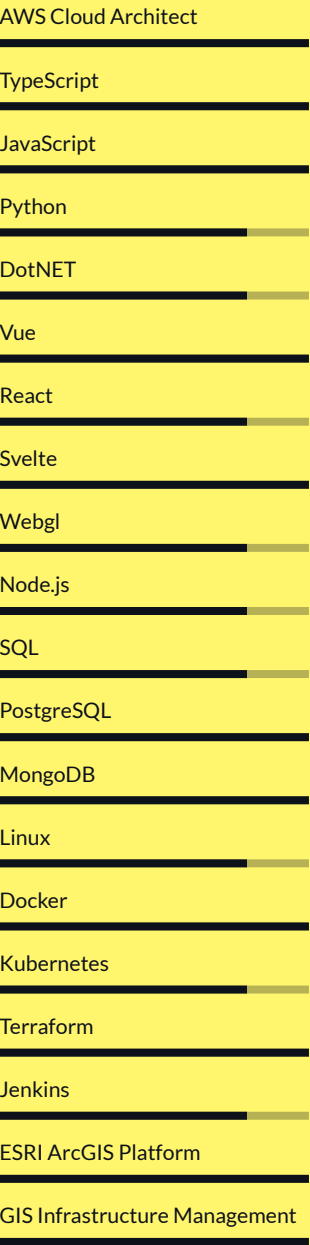 AWS Cloud Architect
TypeScript
JavaScript
Python
DotNET
Vue
React
Svelte
Webgl
Node.js
SQL
PostgreSQL
MongoDB
Linux
Docker
Kubernetes
Terraform
Jenkins
ESRI ArcGIS Platform
GIS Infrastructure Management